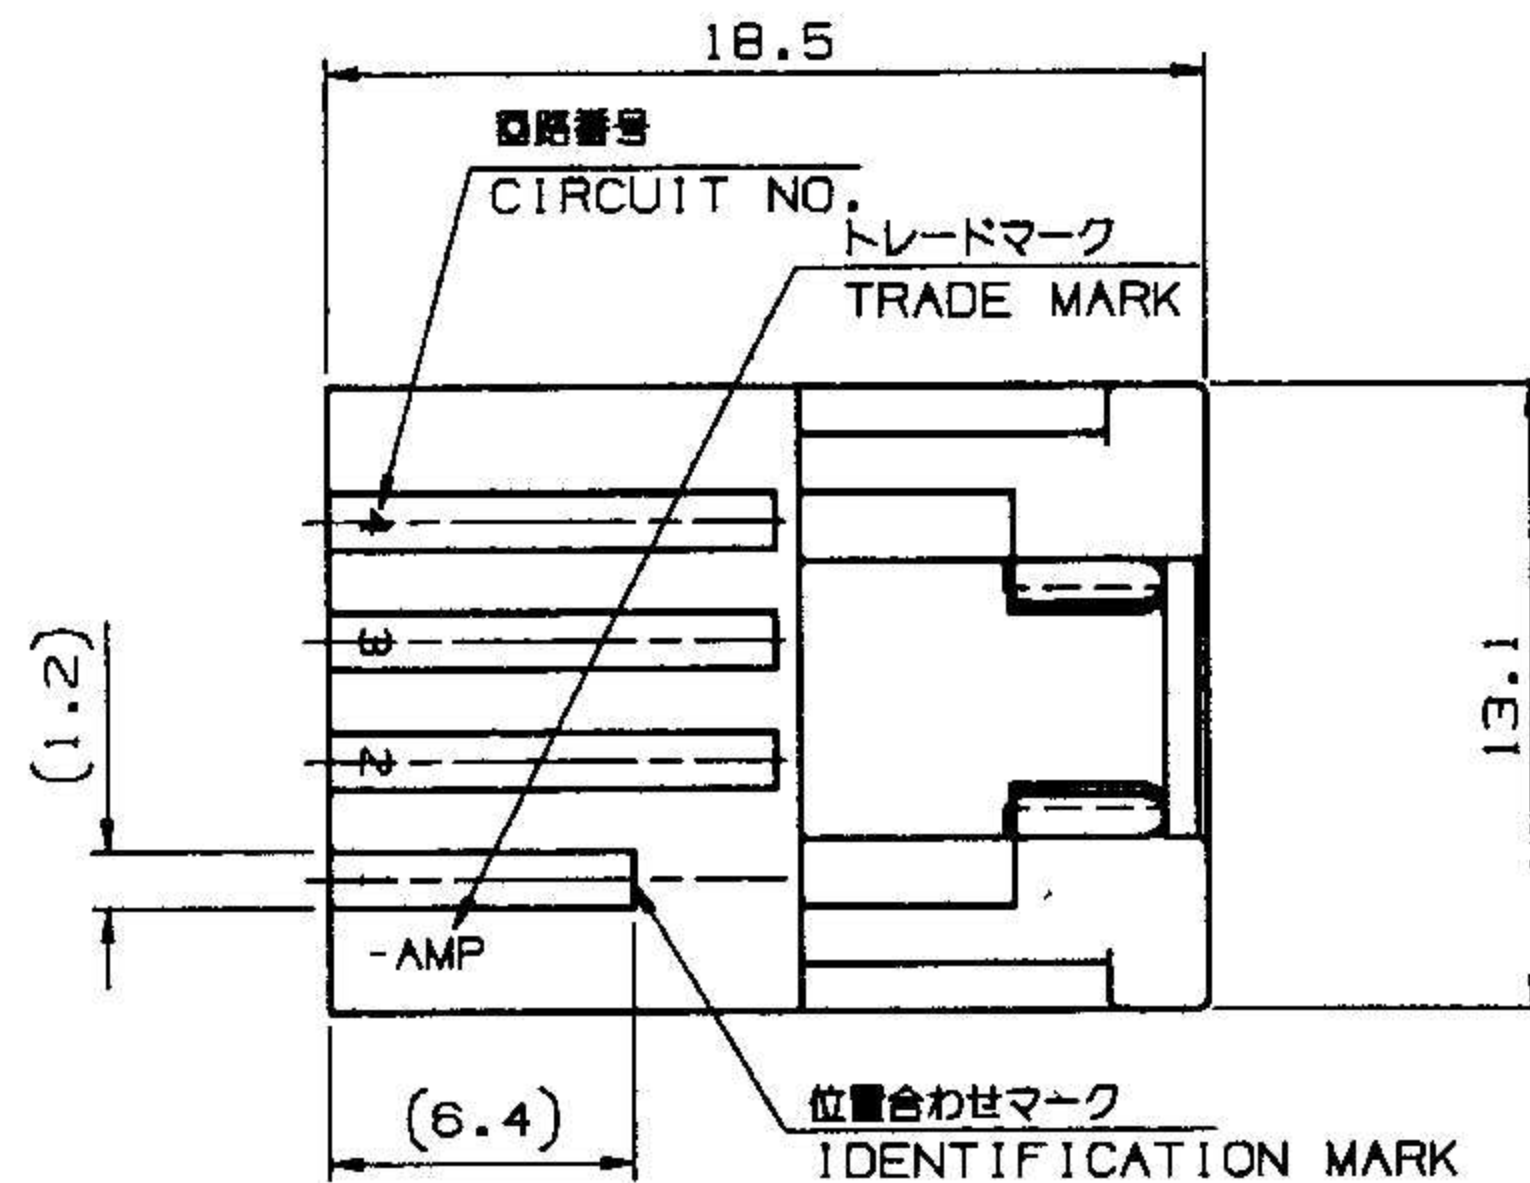 18.5
回路番号
CIRCUIT NO.
トレードマーク
TRADE MARK
4
3
2
(1.2)
13.1
-AMP
(6.4)
位置合わせマーク
IDENTIFICATION MARK